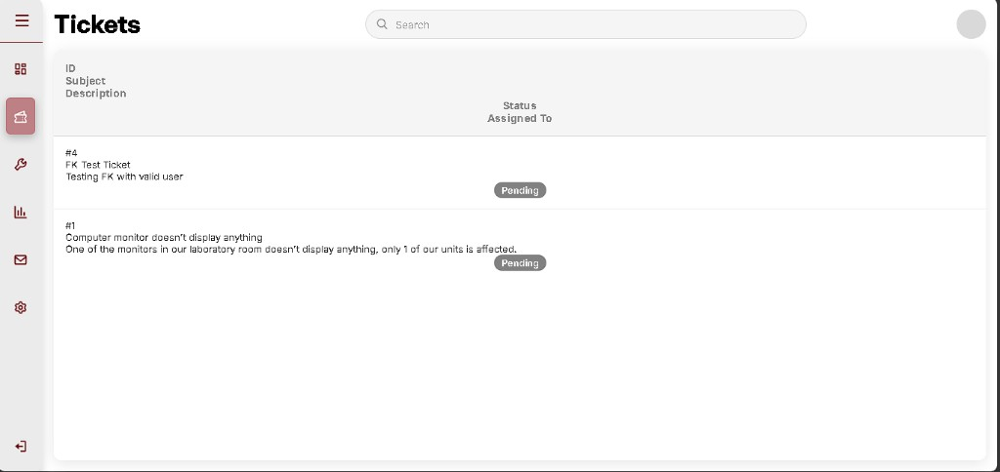 Tickets
Search
ID
Subject
Description
Status
Assigned To
#4
FK Test Ticket
Testing FK with valid user
Pending
#1
Computer monitor doesn't display anything
One of the monitors in our laboratory room doesn't display anything, only 1 of our units is affected.
Pending